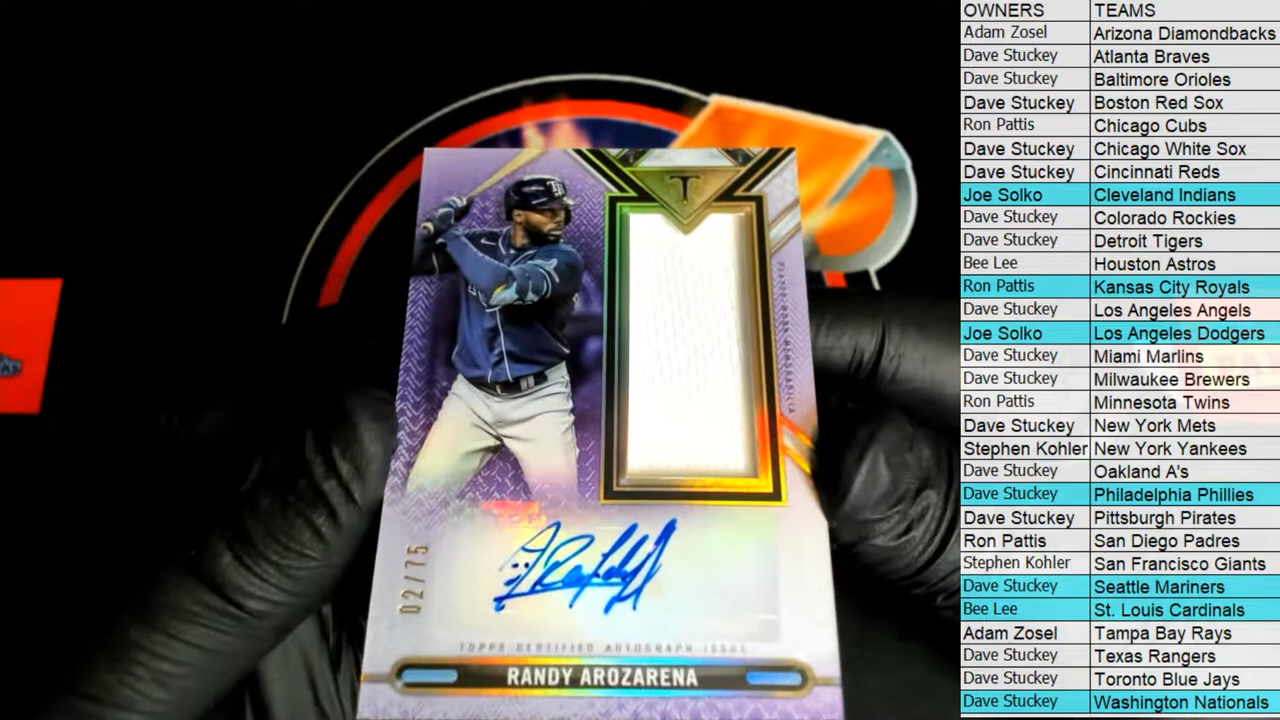 TB
T
02/75
TOPPS CERTIFIED AUTOGRAPH ISSUE
RANDY AROZARENA
OWNERS TEAMS
Adam Zosel Arizona Diamondbacks
Dave Stuckey Atlanta Braves
Dave Stuckey Baltimore Orioles
Dave Stuckey Boston Red Sox
Ron Pattis Chicago Cubs
Dave Stuckey Chicago White Sox
Dave Stuckey Cincinnati Reds
Joe Solko Cleveland Indians
Dave Stuckey Colorado Rockies
Dave Stuckey Detroit Tigers
Bee Lee Houston Astros
Ron Pattis Kansas City Royals
Dave Stuckey Los Angeles Angels
Joe Solko Los Angeles Dodgers
Dave Stuckey Miami Marlins
Dave Stuckey Milwaukee Brewers
Ron Pattis Minnesota Twins
Dave Stuckey New York Mets
Stephen Kohler New York Yankees
Dave Stuckey Oakland A's
Dave Stuckey Philadelphia Phillies
Dave Stuckey Pittsburgh Pirates
Ron Pattis San Diego Padres
Stephen Kohler San Francisco Giants
Dave Stuckey Seattle Mariners
Bee Lee St. Louis Cardinals
Adam Zosel Tampa Bay Rays
Dave Stuckey Texas Rangers
Dave Stuckey Toronto Blue Jays
Dave Stuckey Washington Nationals